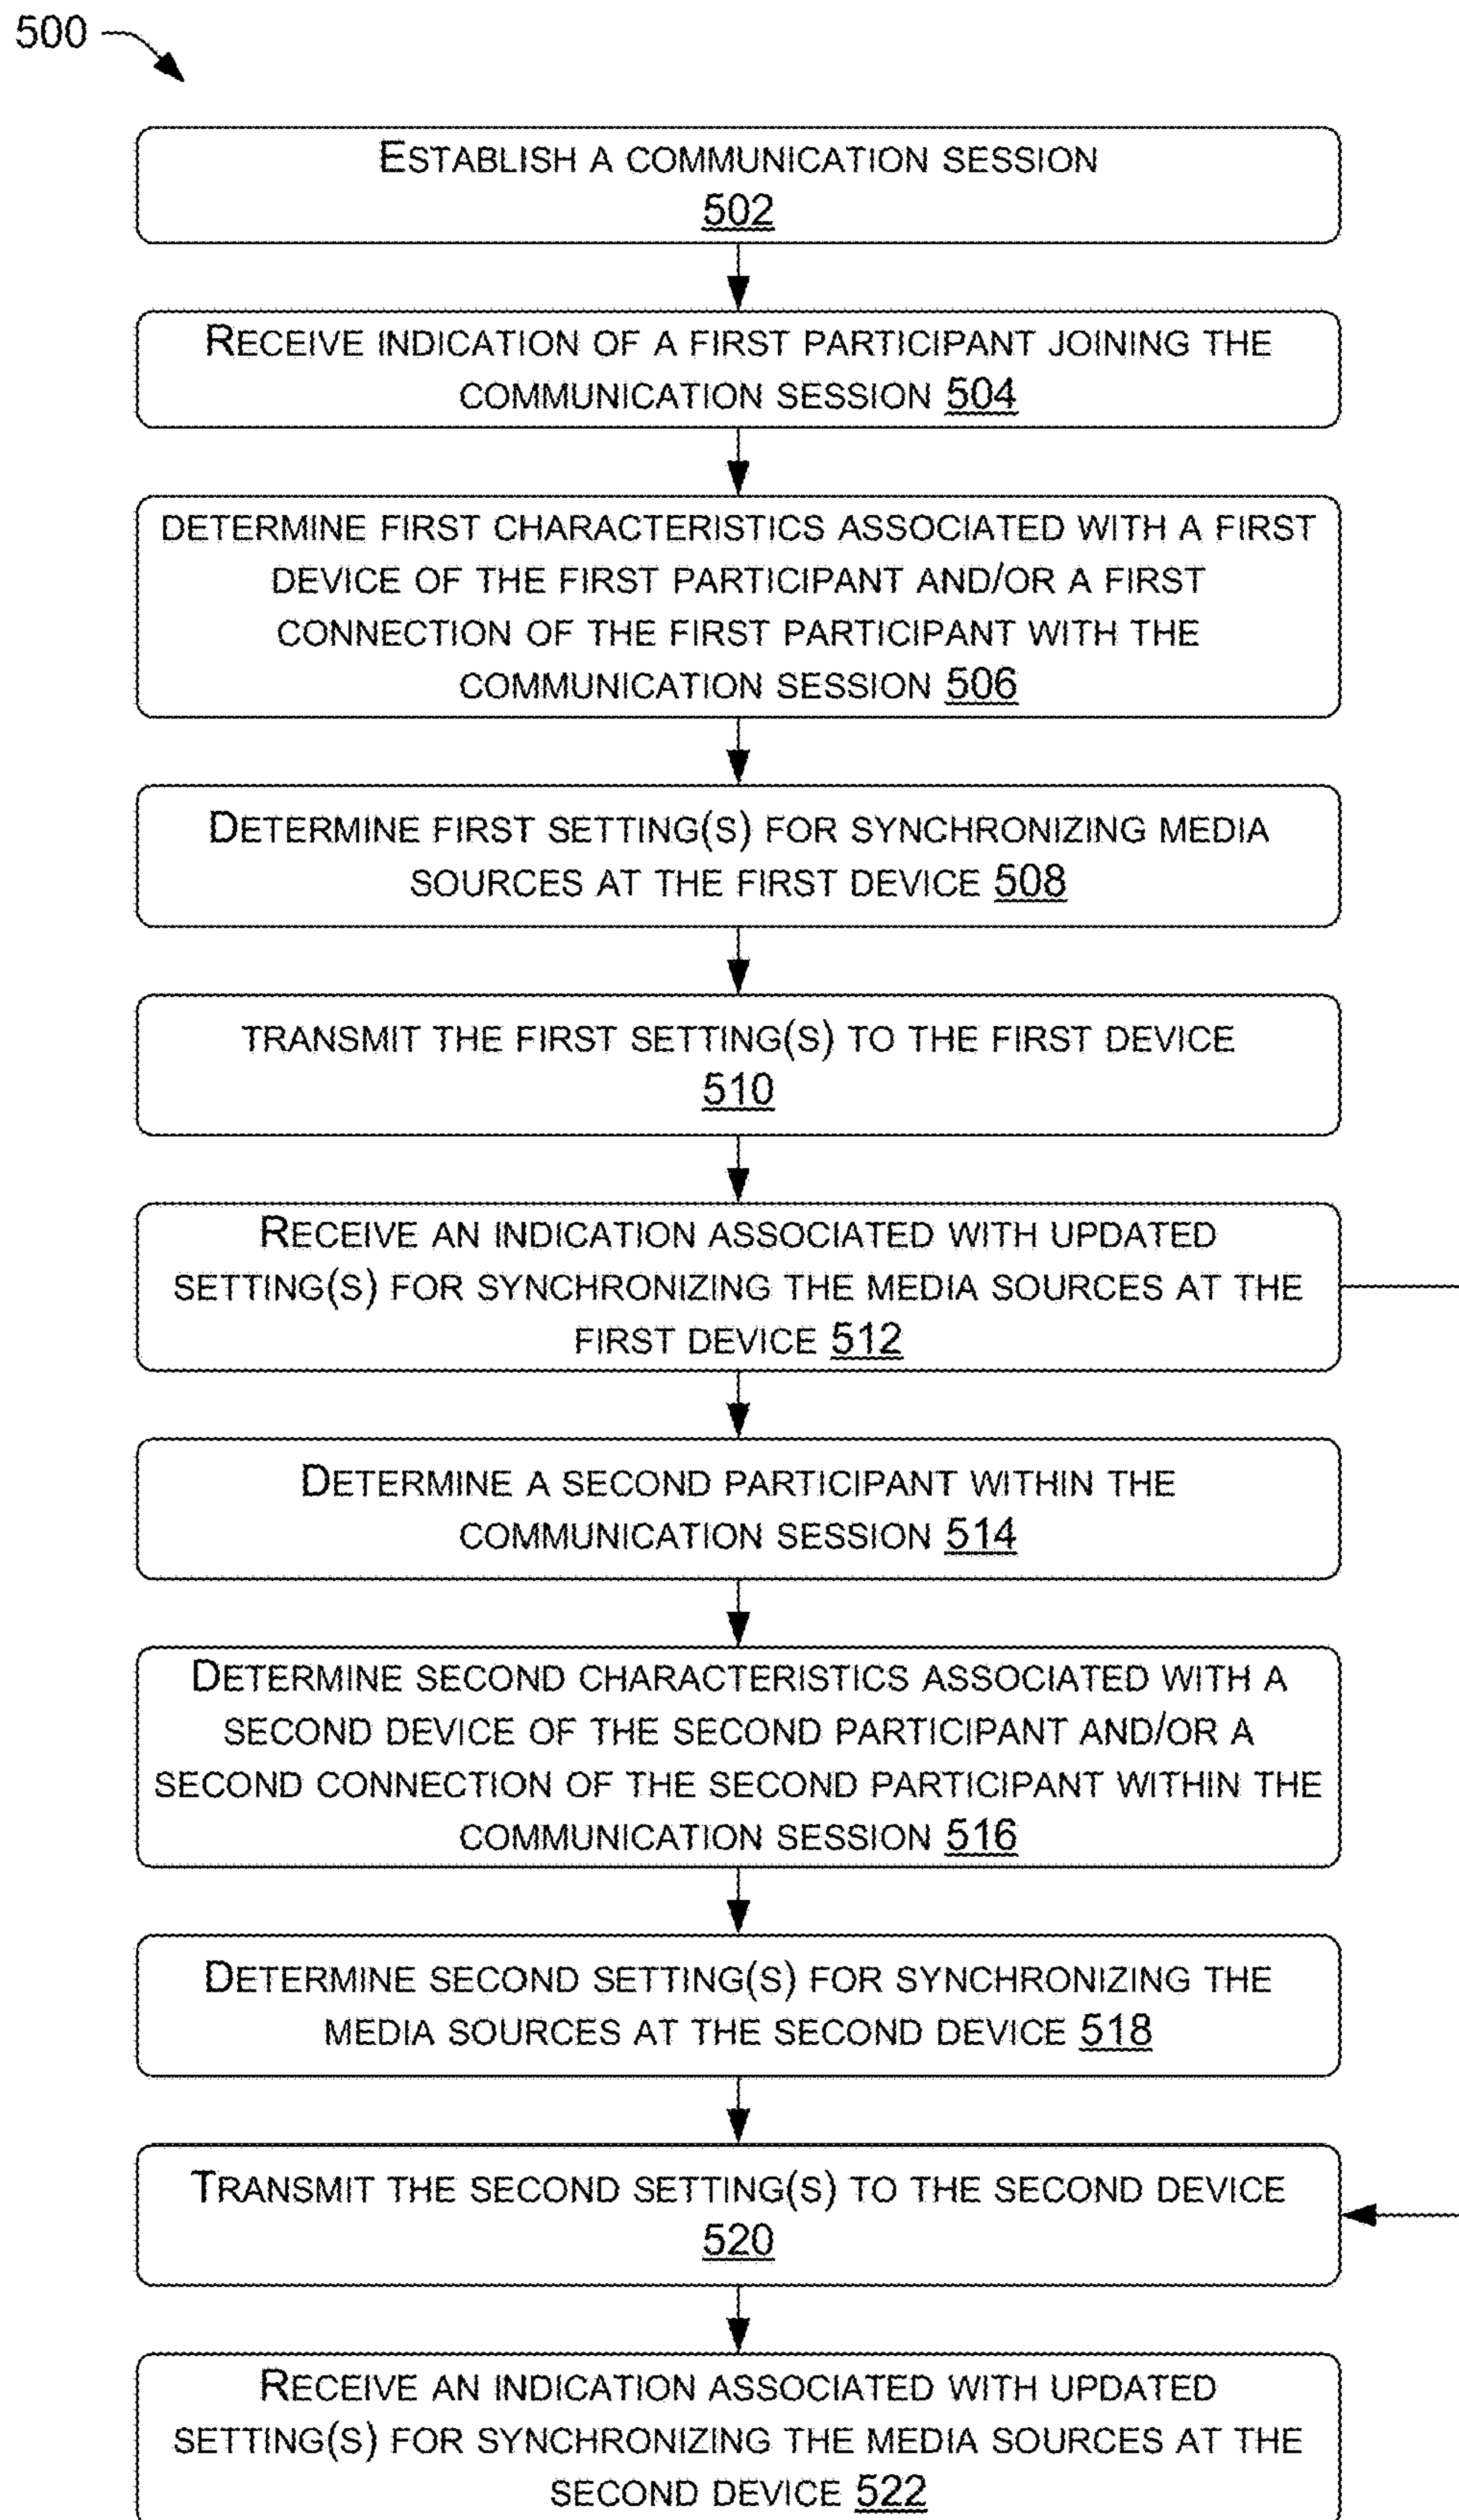 500
ESTABLISH A COMMUNICATION SESSION
502
RECEIVE INDICATION OF A FIRST PARTICIPANT JOINING THE
COMMUNICATION SESSION 504
DETERMINE FIRST CHARACTERISTICS ASSOCIATED WITH A FIRST
DEVICE OF THE FIRST PARTICIPANT AND/OR A FIRST
CONNECTION OF THE FIRST PARTICIPANT WITH THE
COMMUNICATION SESSION 506
DETERMINE FIRST SETTING(S) FOR SYNCHRONIZING MEDIA
SOURCES AT THE FIRST DEVICE 508
TRANSMIT THE FIRST SETTING(S) TO THE FIRST DEVICE
510
RECEIVE AN INDICATION ASSOCIATED WITH UPDATED
SETTING(S) FOR SYNCHRONIZING THE MEDIA SOURCES AT THE
FIRST DEVICE 512
DETERMINE A SECOND PARTICIPANT WITHIN THE
COMMUNICATION SESSION 514
DETERMINE SECOND CHARACTERISTICS ASSOCIATED WITH A
SECOND DEVICE OF THE SECOND PARTICIPANT AND/OR A
SECOND CONNECTION OF THE SECOND PARTICIPANT WITHIN THE
COMMUNICATION SESSION 516
DETERMINE SECOND SETTING(S) FOR SYNCHRONIZING THE
MEDIA SOURCES AT THE SECOND DEVICE 518
TRANSMIT THE SECOND SETTING(S) TO THE SECOND DEVICE
520
RECEIVE AN INDICATION ASSOCIATED WITH UPDATED
SETTING(S) FOR SYNCHRONIZING THE MEDIA SOURCES AT THE
SECOND DEVICE 522